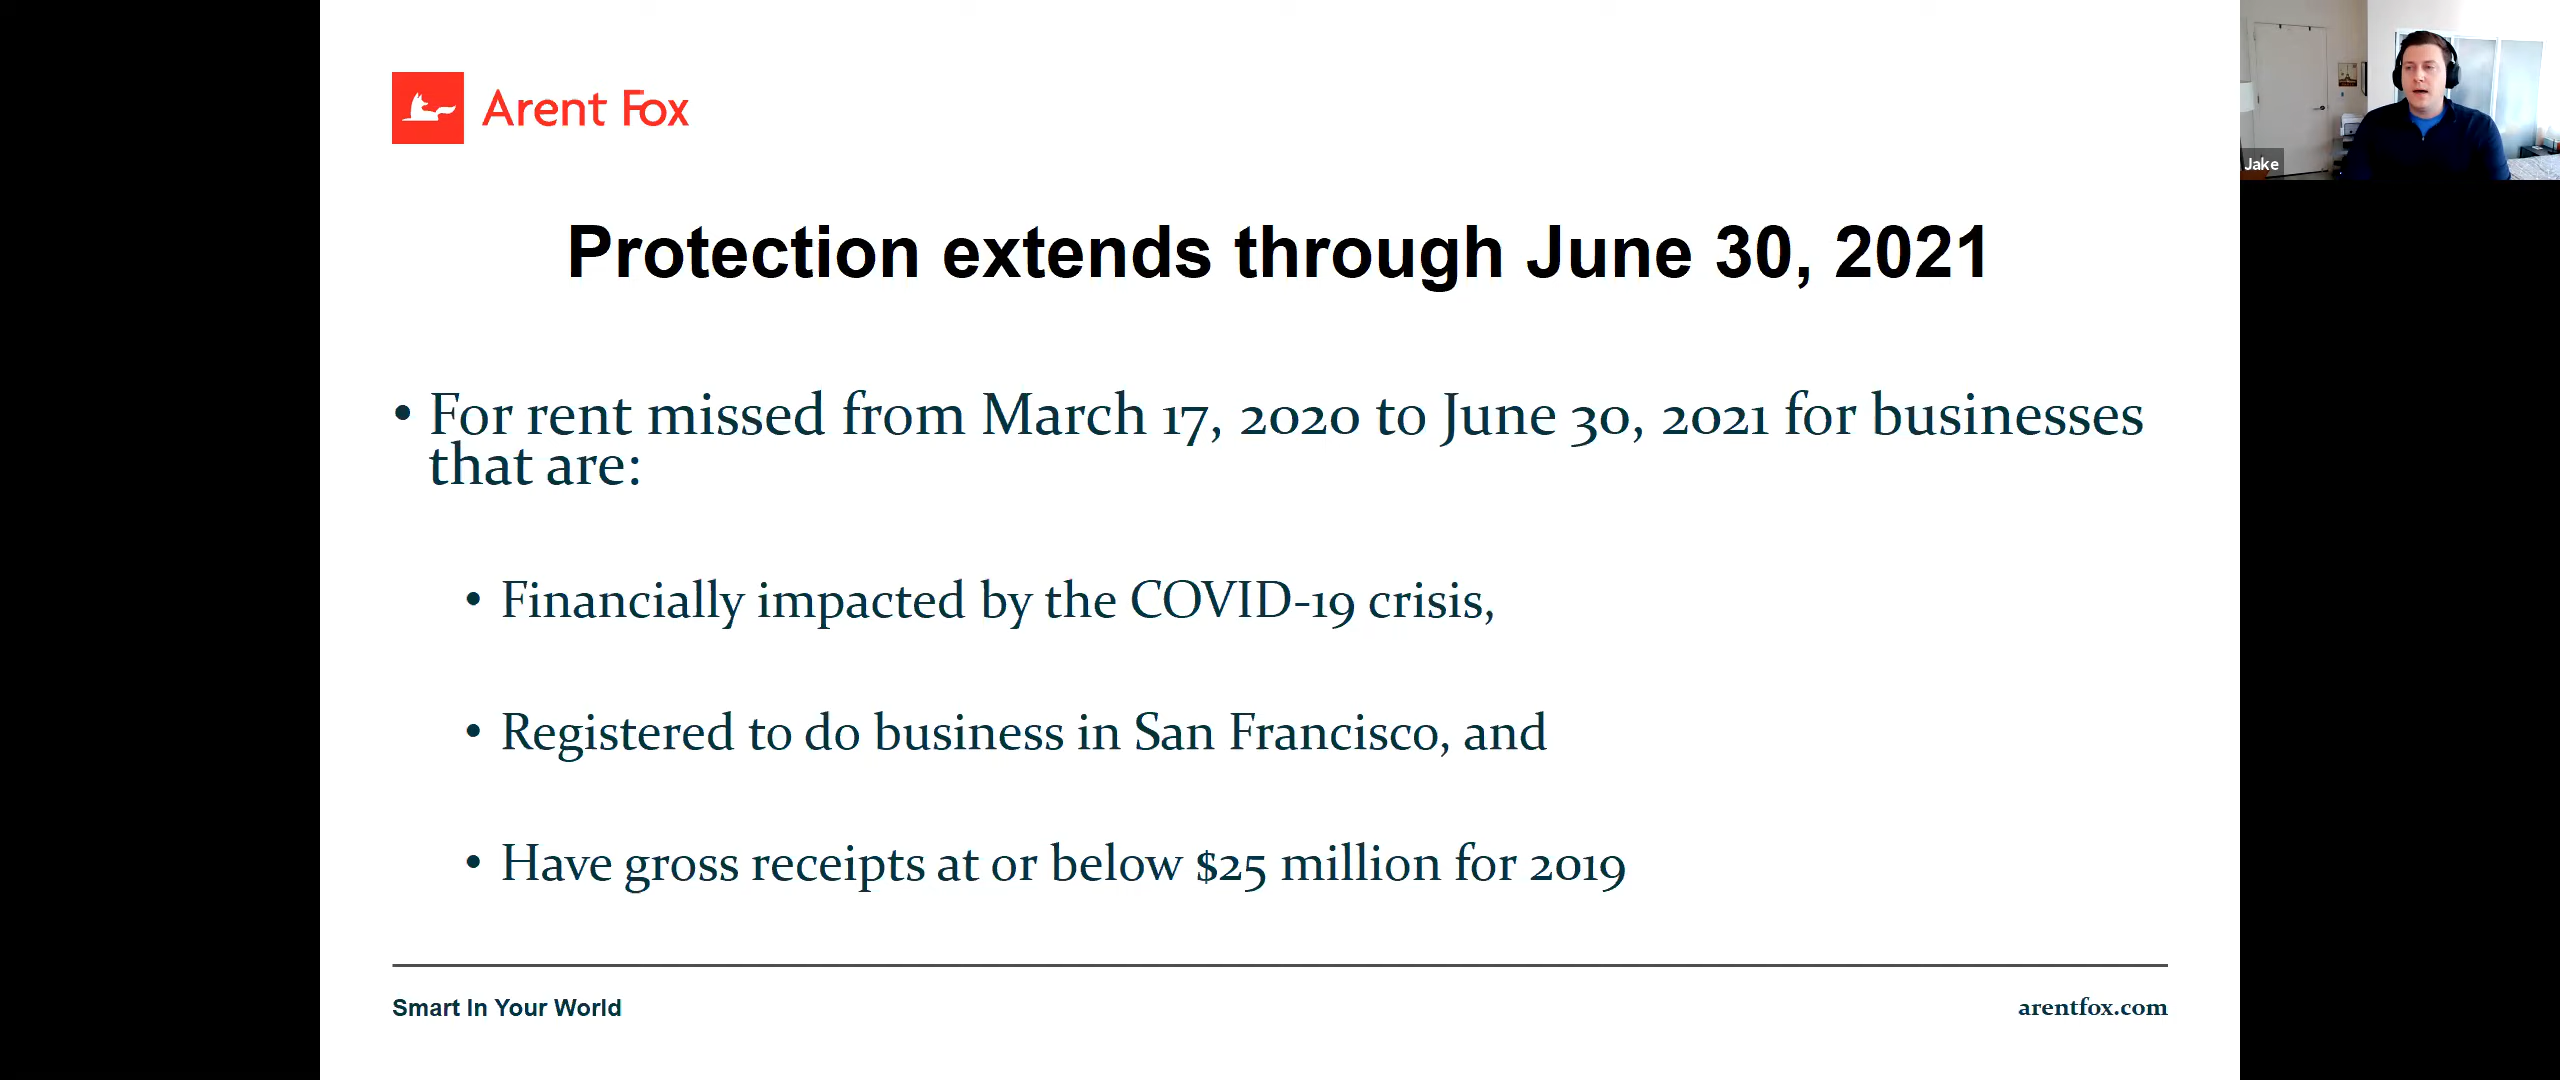 Arent Fox
Jake
Protection extends through June 30, 2021
• For rent missed from March 17, 2020 to June 30, 2021 for businesses
that are:
• Financially impacted by the COVID-19 crisis,
• Registered to do business in San Francisco, and
• Have gross receipts at or below $25 million for 2019
Smart In Your World
arentfox.com